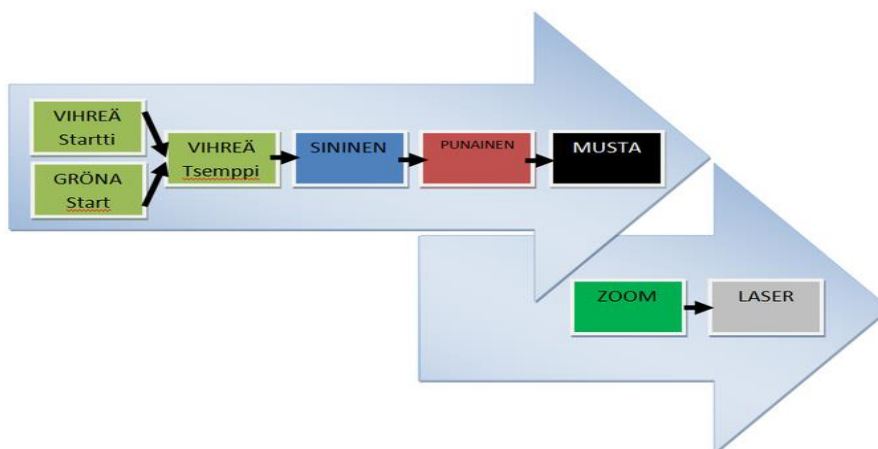 VIHREÄ
Startti
GRÖNA
Start
VIHREÄ
Tsemppi
SININEN
PUNAINEN
MUSTA
ZOOM
LASER